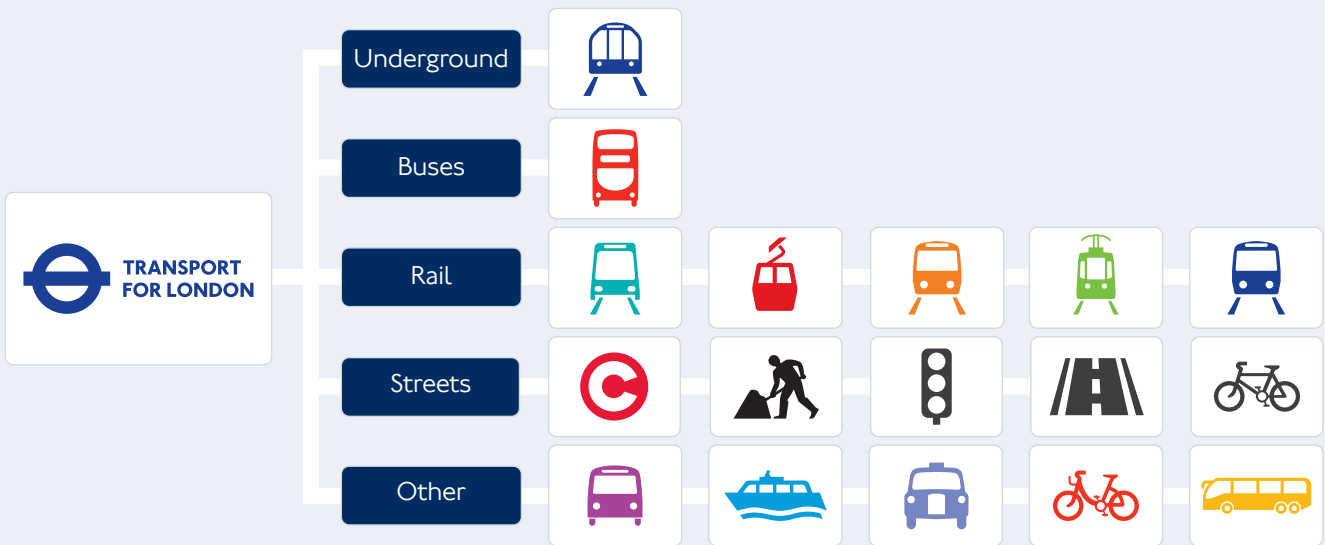 Underground
Buses
TRANSPORT
FOR LONDON
Rail
Streets
Other